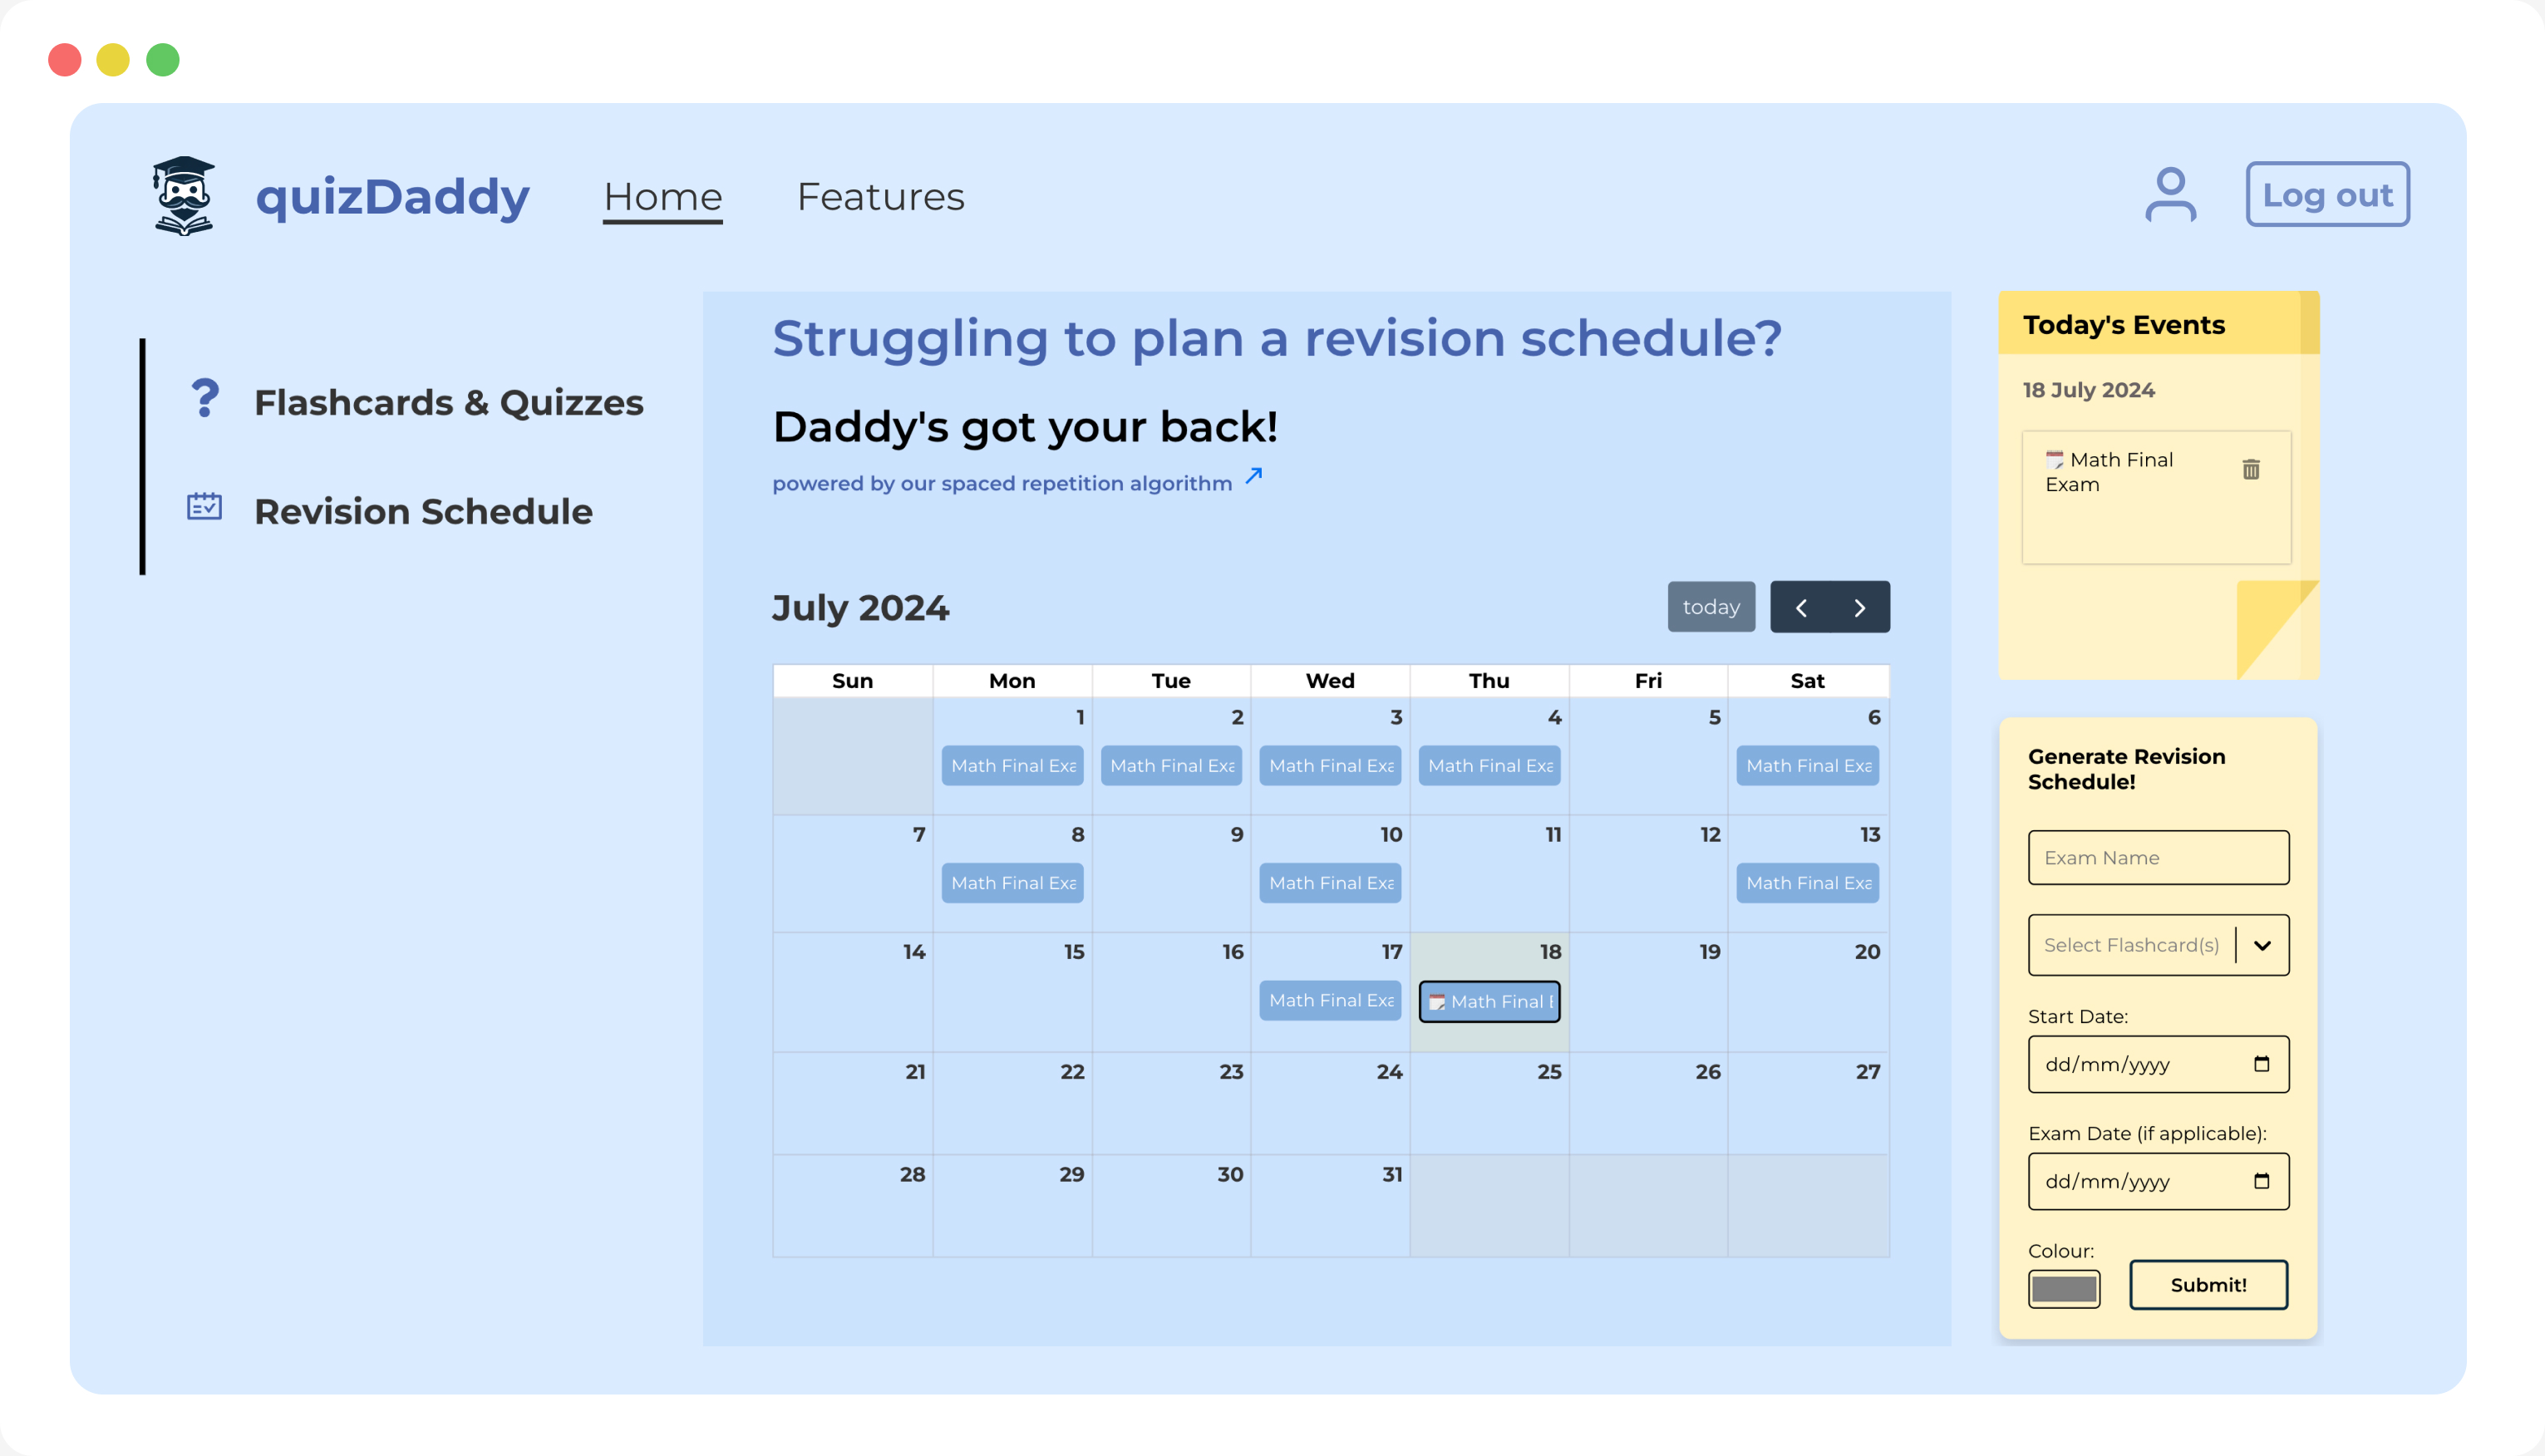 quizDaddy
Home
Features
Log out
Flashcards & Quizzes
Revision Schedule
Struggling to plan a revision schedule?
Daddy's got your back!
powered by our spaced repetition algorithm
July 2024
today
Sun Mon Tue Wed Thu Fri Sat
1 2 3 4 5 6
Math Final Exa Math Final Exa Math Final Exa Math Final Exa Math Final Exa
7 8 9 10 11 12 13
Math Final Exa Math Final Exa Math Final Exa
14 15 16 17 18 19 20
Math Final Exa Math Final E
21 22 23 24 25 26 27
28 29 30 31
Today's Events
18 July 2024
Math Final
Exam
Generate Revision
Schedule!
Exam Name
Select Flashcard(s)
Start Date:
dd/mm/yyyy
Exam Date (if applicable):
dd/mm/yyyy
Colour:
Submit!